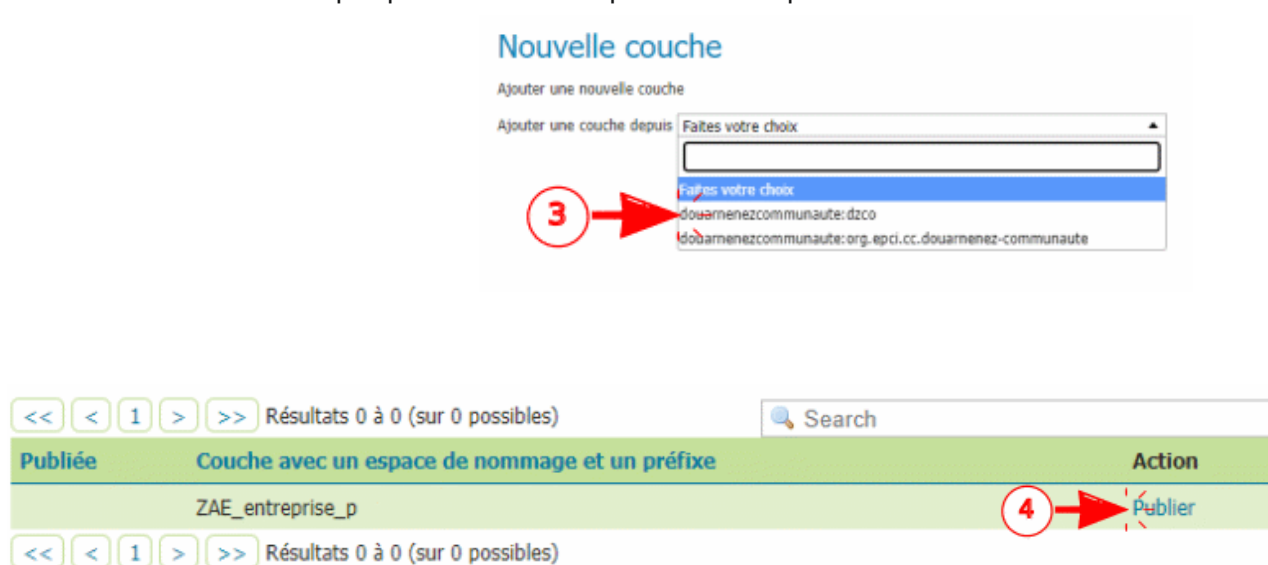 Nouvelle couche
Ajouter une nouvelle couche
Ajouter une couche depuis Faites votre choix
Faites votre choix
3
douarnenezcommunaute:dzco
douarnenezcommunaute:org.epci.cc.douarnenez-communaute
<< < 1 > >> Résultats 0 à 0 (sur 0 possibles) Search
Publiée Couche avec un espace de nommage et un préfixe Action
ZAE_entreprise_p 4 Publier
<< < 1 > >> Résultats 0 à 0 (sur 0 possibles)